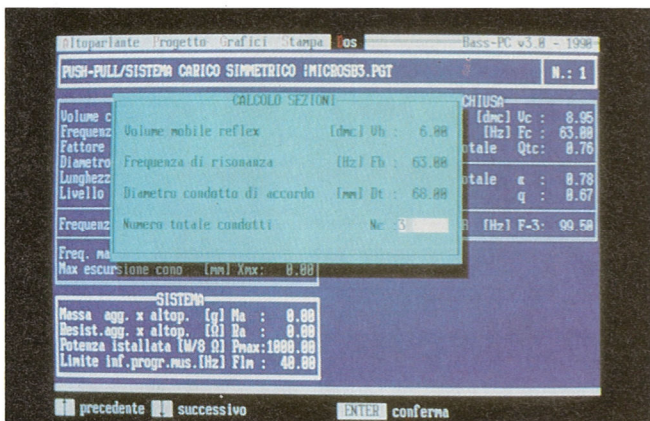 Altoparlante Progetto Grafici Stampa Dos Bass-PC v3.0 - 1990
PUSH-PULL/SISTEMA CARICO SIMMETRICO :MICROSB3.PGT N.: 1
CALCOLO SEZIONI
Volume mobile reflex [dmc] Vh : 6.00
Frequenza di risonanza [Hz] Fb : 63.00
Diametro condotto di accordo [mm] Dt : 68.00
Numero totale condotti Nc :3
CHIUSA
[dmc] Vc : 8.95
[Hz] Fc : 63.00
otale Qtc: 0.76
otale α : 0.78
q : 0.67
[Hz] F-3: 99.50
Volume c
Frequenz
Fattore
Diametro
Lunghezz
Livello
Frequenz
Freq. ma
Max escursione cono [mm] Xmx: 0.00
SISTEMA
Massa agg. x altop. [g] Ma : 0.00
Resist.agg. x altop. [Ω] Ra : 0.00
Potenza istallata [W/8 Ω] Pmax:1000.00
Limite inf.progr.mus.[Hz] Flm : 40.00
↑ precedente ↓ successivo ENTER conferma